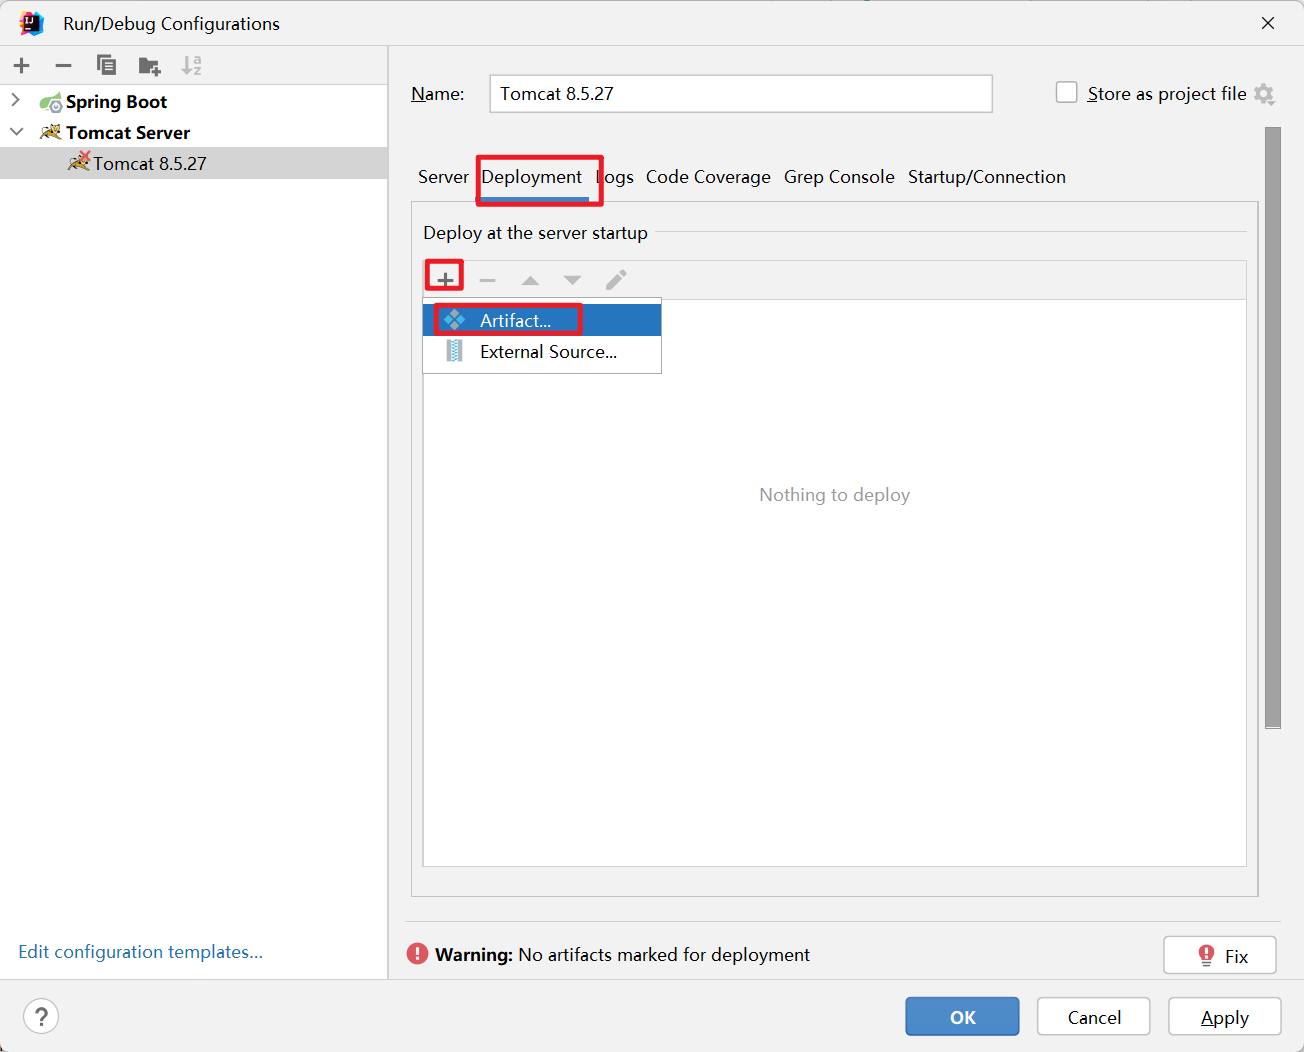 Run/Debug Configurations
Spring Boot
Tomcat Server
Tomcat 8.5.27
Edit configuration templates...
Name: Tomcat 8.5.27 Store as project file
Server Deployment Logs Code Coverage Grep Console Startup/Connection
Deploy at the server startup
Artifact...
External Source...
Nothing to deploy
Warning: No artifacts marked for deployment Fix
? OK Cancel Apply